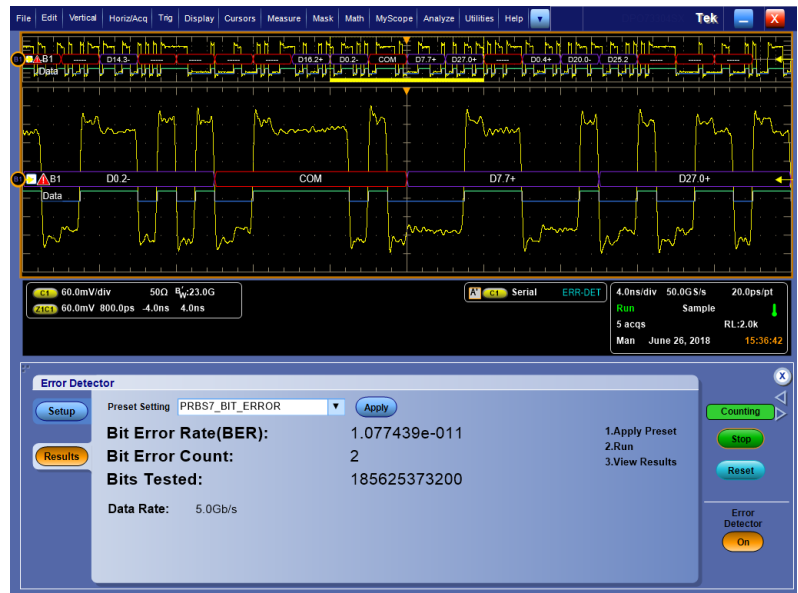 File Edit Vertical Horiz/Acq Trig Display Cursors Measure Mask Math MyScope Analyze Utilities Help Tek X
B1 B1 ----- D14.3- ----- ----- ----- ----- D16.2+ D0.2- COM D7.7+ D27.0+ ----- D0.4+ D20.0- D25.2 ----- ----- -----
Data
B1 B1 D0.2- COM D7.7+ D27.0+
Data
C1 60.0mV/div 50Ω BW:23.0G
Z1C1 60.0mV 800.0ps -4.0ns 4.0ns
A' C1 Serial ERR-DET
4.0ns/div 50.0GS/s 20.0ps/pt
Run Sample
5 acqs RL:2.0k
Man June 26, 2018 15:36:42
Error Detector
X
Setup
Preset Setting PRBS7_BIT_ERROR Apply
Counting
Bit Error Rate(BER): 1.077439e-011
1.Apply Preset
Stop
Results
Bit Error Count: 2
2.Run
3.View Results
Reset
Bits Tested: 185625373200
Data Rate: 5.0Gb/s
Error
Detector
On